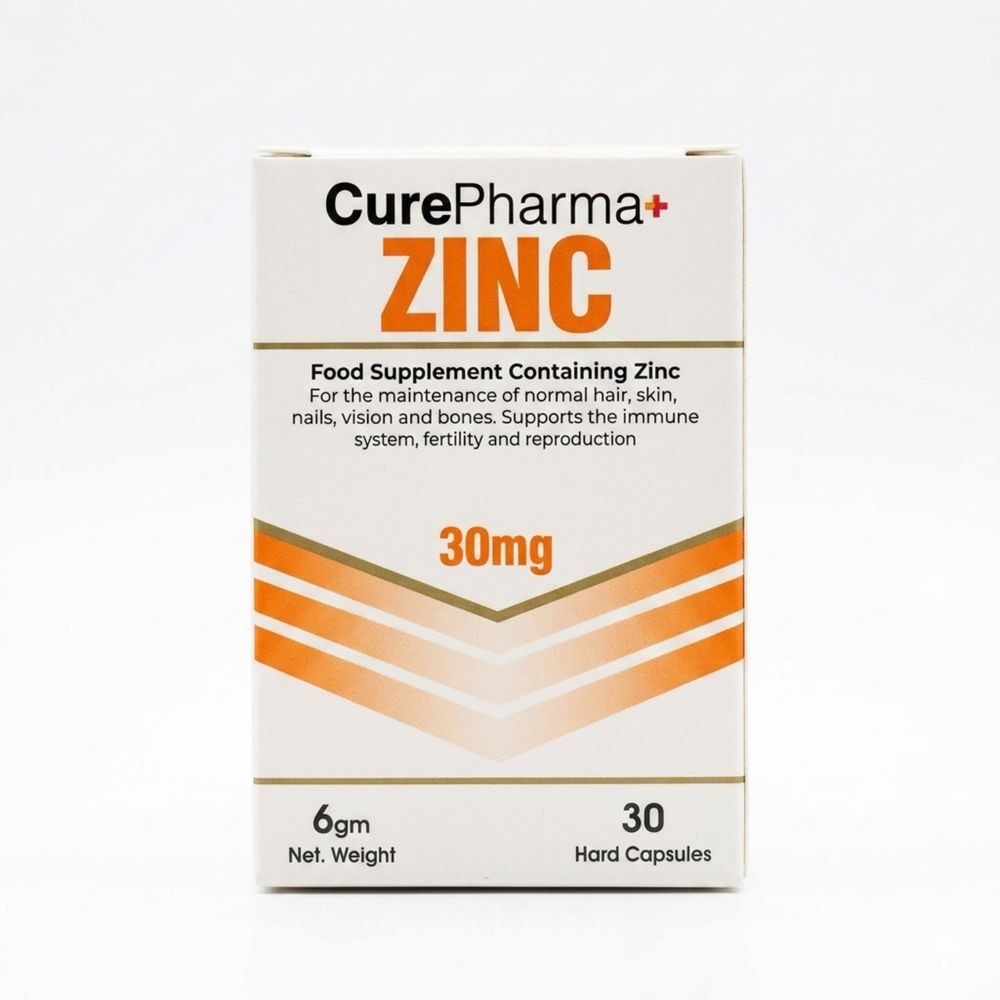 CurePharma+
ZINC
Food Supplement Containing Zinc
For the maintenance of normal hair, skin,
nails, vision and bones. Supports the immune
system, fertility and reproduction
30mg
6gm
Net. Weight
30
Hard Capsules